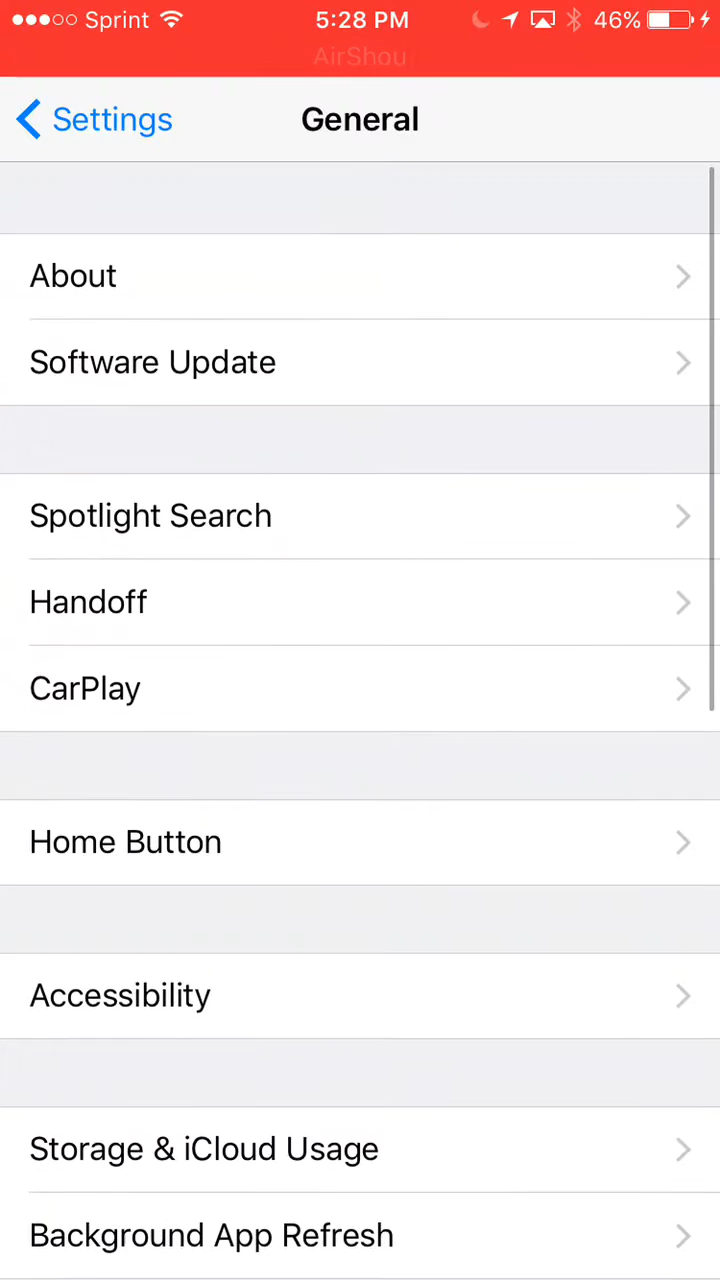 Sprint 5:28 PM 46%
AirShou
Settings General
About
Software Update
Spotlight Search
Handoff
CarPlay
Home Button
Accessibility
Storage & iCloud Usage
Background App Refresh